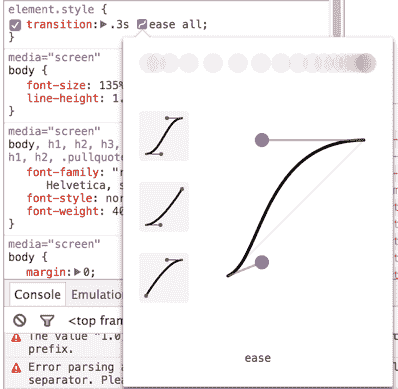 element.style {
transition:▶.3s ease all;
}
media="screen"
body {
font-size: 135%
line-height: 1.
}
media="screen"
body, h1, h2, h3,
h1, h2, .pullquote
font-family: "r
Helvetica, s
font-style: nor
font-weight: 40
}
media="screen"
body {
margin:▶0;
ease
Console Emulatio
<top fram
The value "1.0
prefix.
Error parsing a
separator. Plea